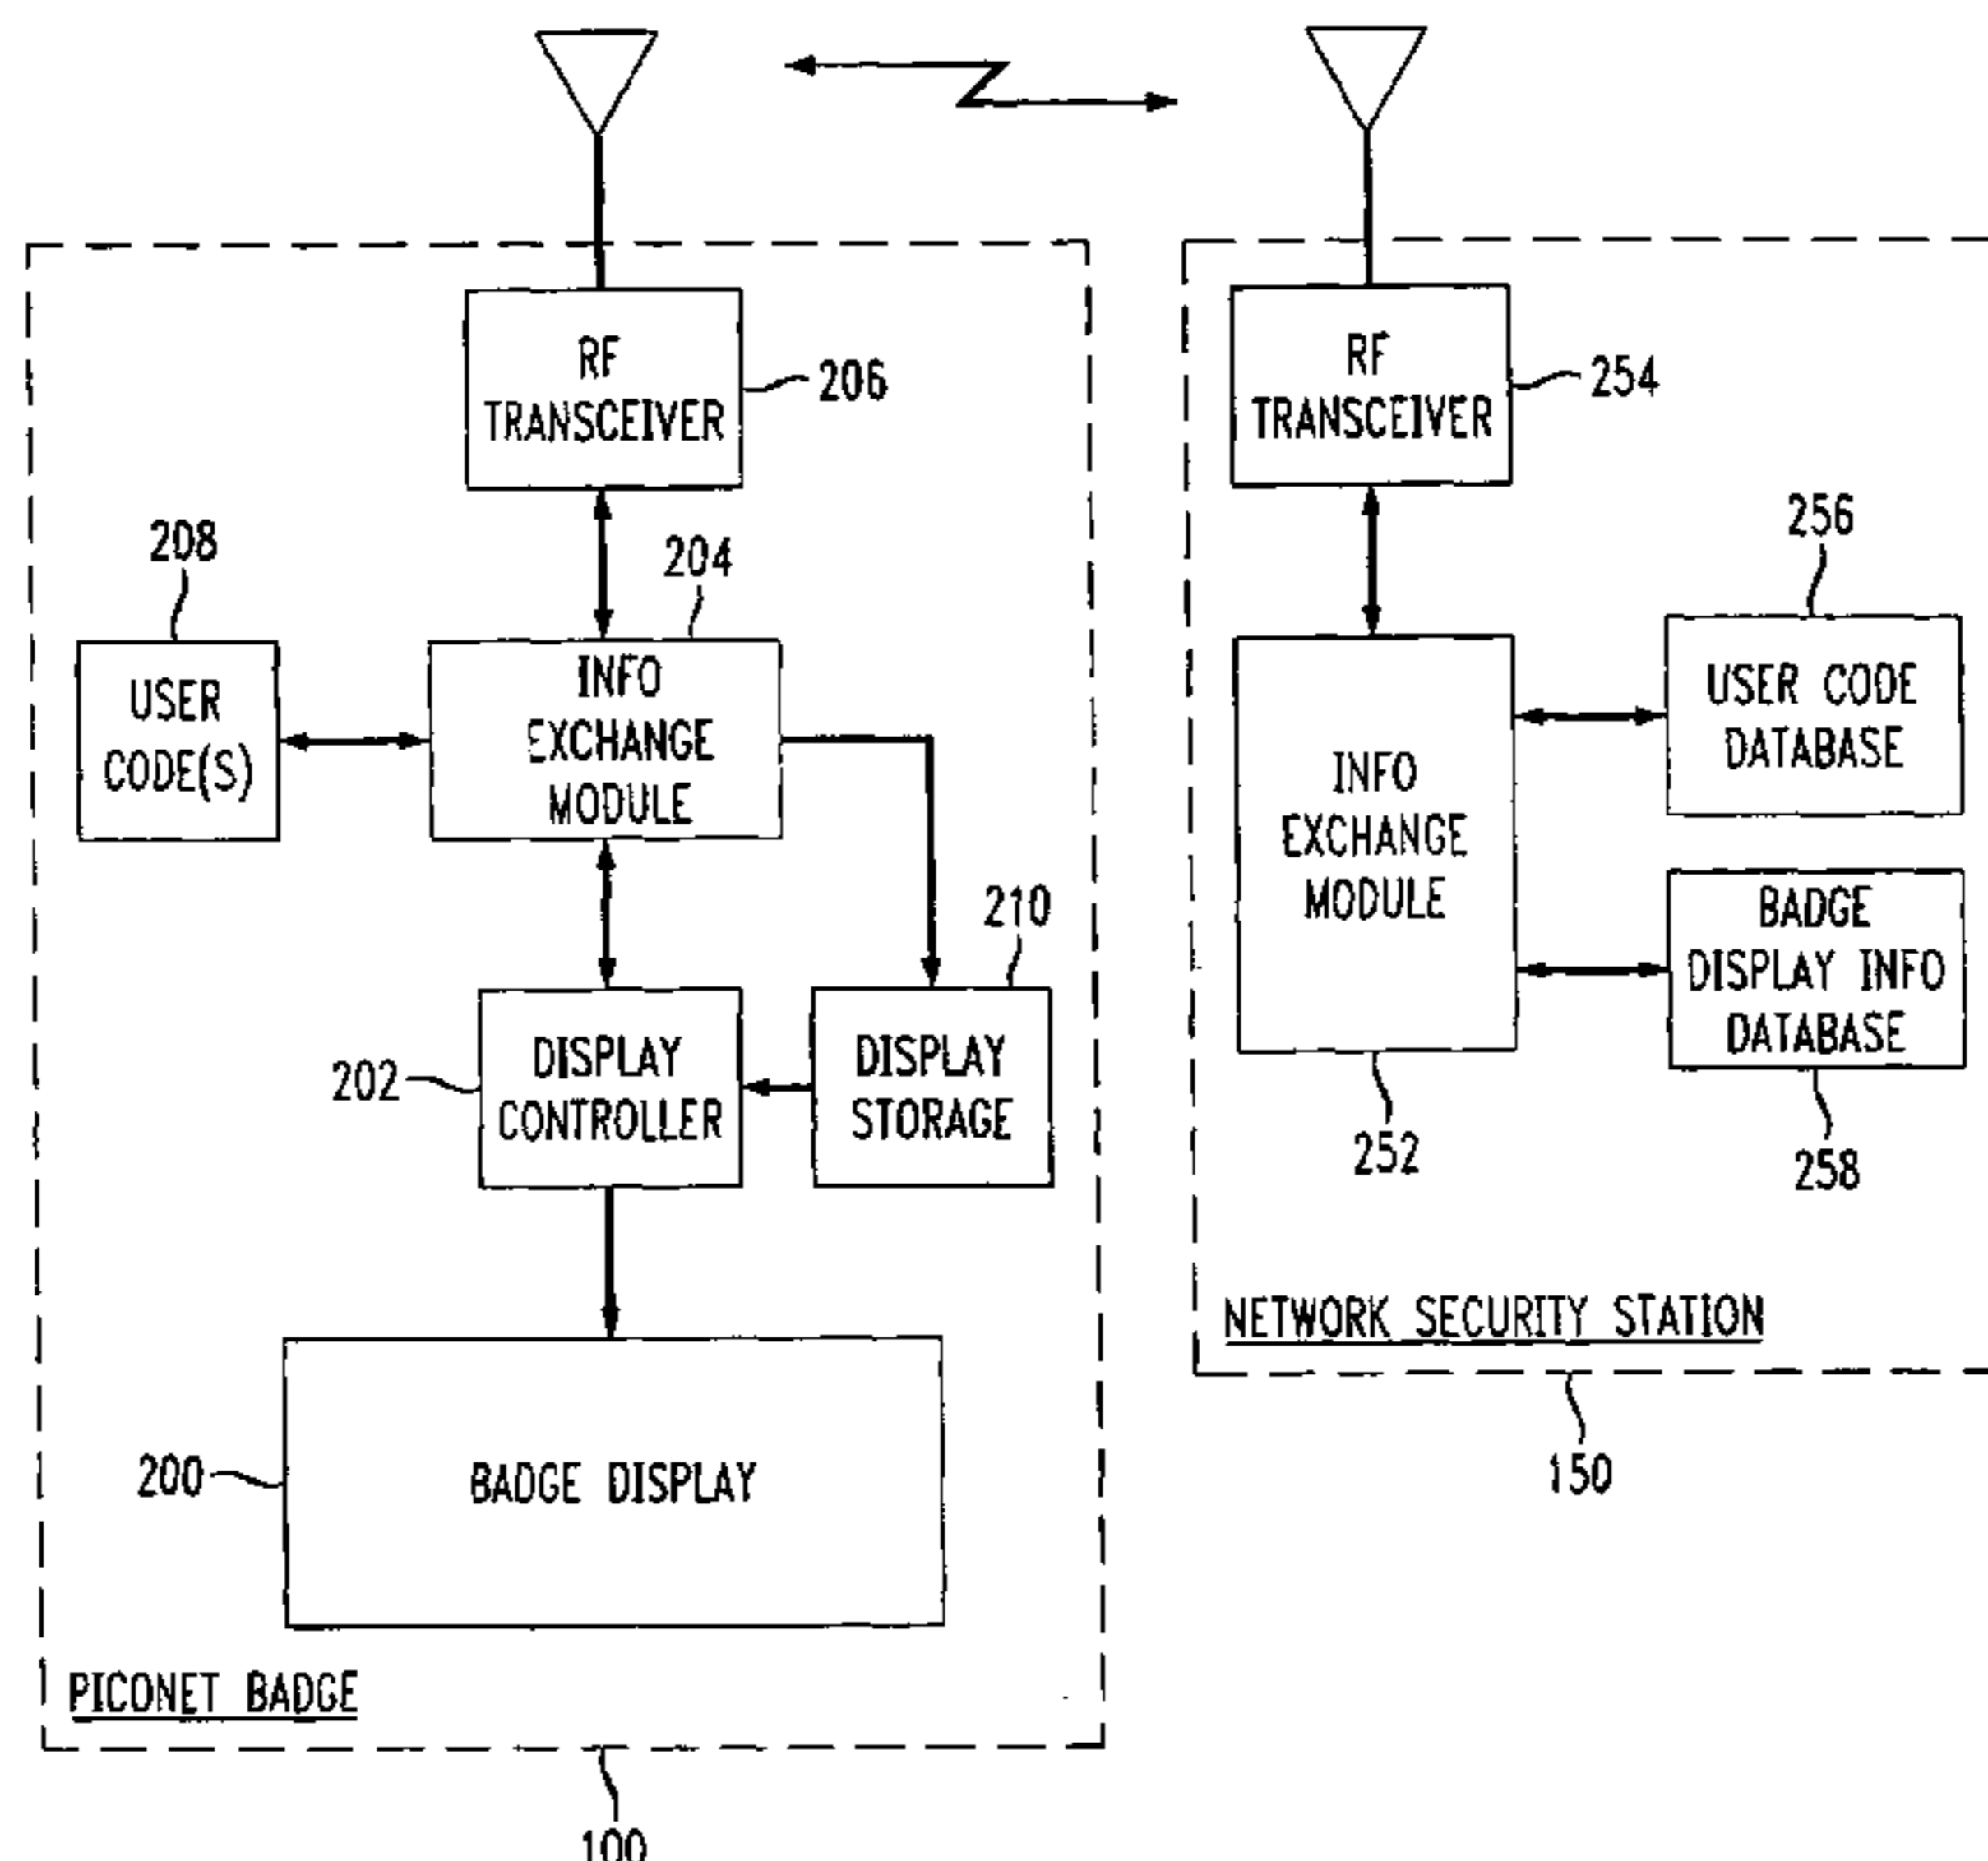 RF
TRANSCEIVER
206
208
204
USER
CODE(S)
INFO
EXCHANGE
MODULE
210
202
DISPLAY
CONTROLLER
DISPLAY
STORAGE
200
BADGE DISPLAY
PICONET BADGE
100
RF
TRANSCEIVER
254
256
USER CODE
DATABASE
INFO
EXCHANGE
MODULE
BADGE
DISPLAY INFO
DATABASE
252
258
NETWORK SECURITY STATION
150